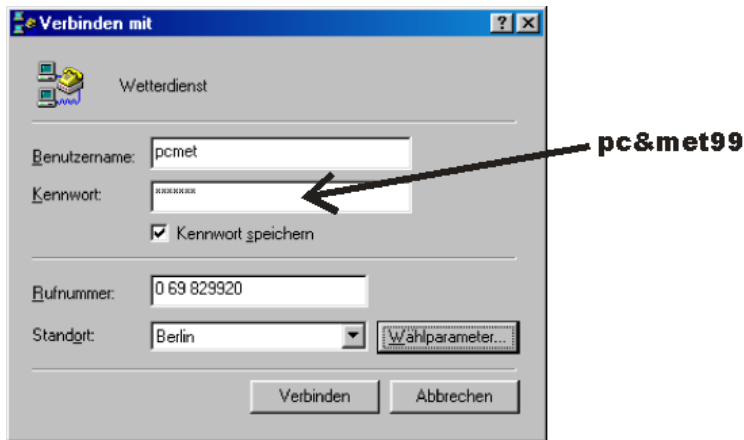 Verbinden mit
Wetterdienst
Benutzername: pcmet
pc&met99
Kennwort: *******
Kennwort speichern
Rufnummer: 0 69 829920
Standort: Berlin Wählparameter...
Verbinden Abbrechen